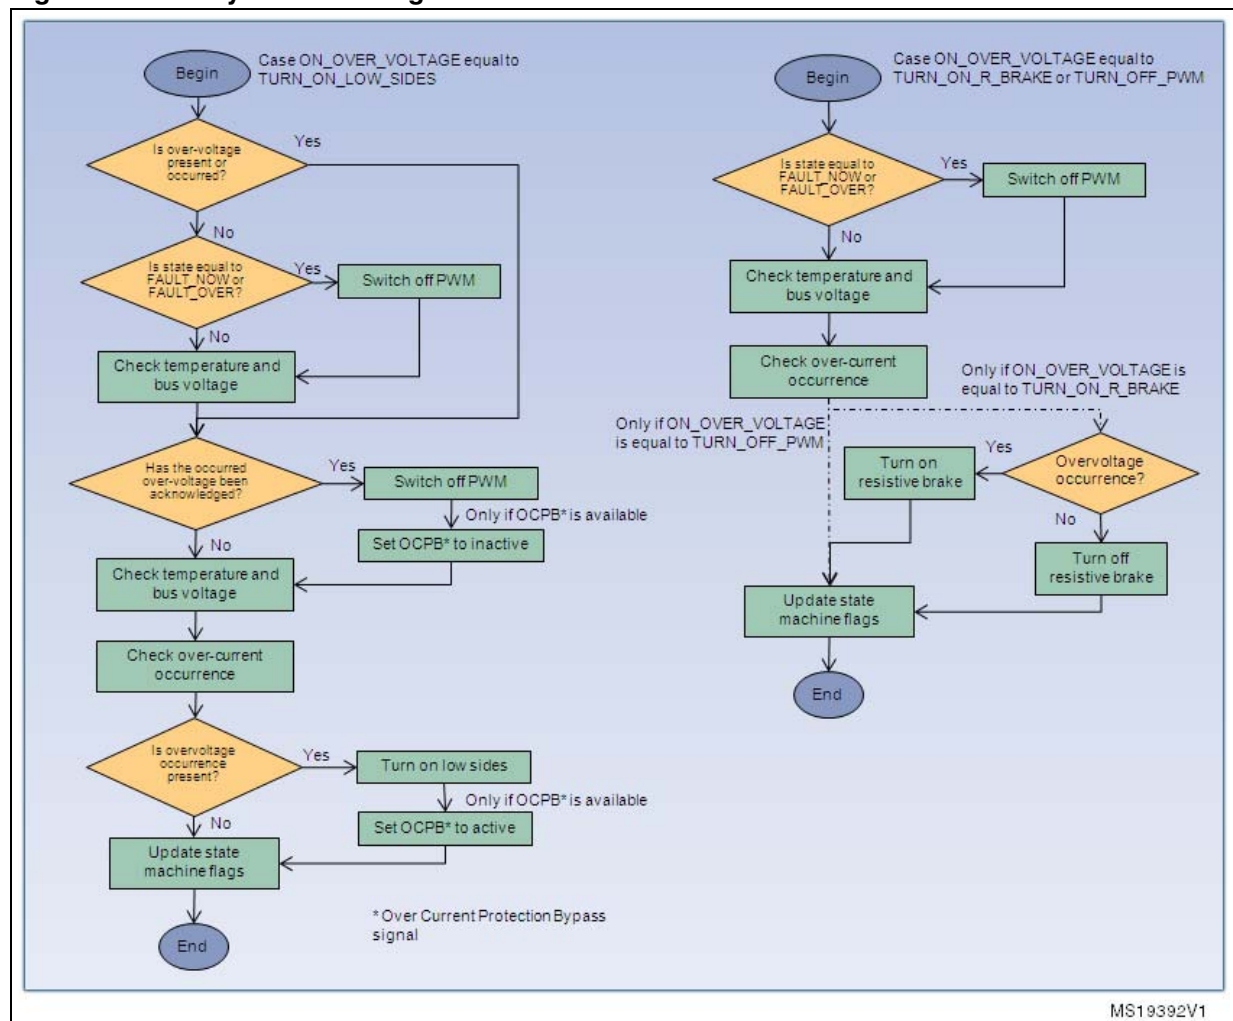 Begin
Case ON_OVER_VOLTAGE equal to
TURN_ON_LOW_SIDES
Is over-voltage
present or
occurred?
Yes
No
Is state equal to
FAULT_NOW or
FAULT_OVER?
Yes
Switch off PWM
No
Check temperature and
bus voltage
Has the occurred
over-voltage been
acknowledged?
Yes
Switch off PWM
Only if OCPB* is available
Set OCPB* to inactive
No
Check temperature and
bus voltage
Check over-current
occurrence
Is overvoltage
occurrence
present?
Yes
Turn on low sides
Only if OCPB* is available
Set OCPB* to active
No
Update state
machine flags
End
* Over Current Protection Bypass
signal
Begin
Case ON_OVER_VOLTAGE equal to
TURN_ON_R_BRAKE or TURN_OFF_PWM
Is state equal to
FAULT_NOW or
FAULT_OVER?
Yes
Switch off PWM
No
Check temperature and
bus voltage
Check over-current
occurrence
Only if ON_OVER_VOLTAGE is
equal to TURN_ON_R_BRAKE
Only if ON_OVER_VOLTAGE
is equal to TURN_OFF_PWM
Overvoltage
occurrence?
Yes
Turn on
resistive brake
No
Turn off
resistive brake
Update state
machine flags
End
MS19392V1